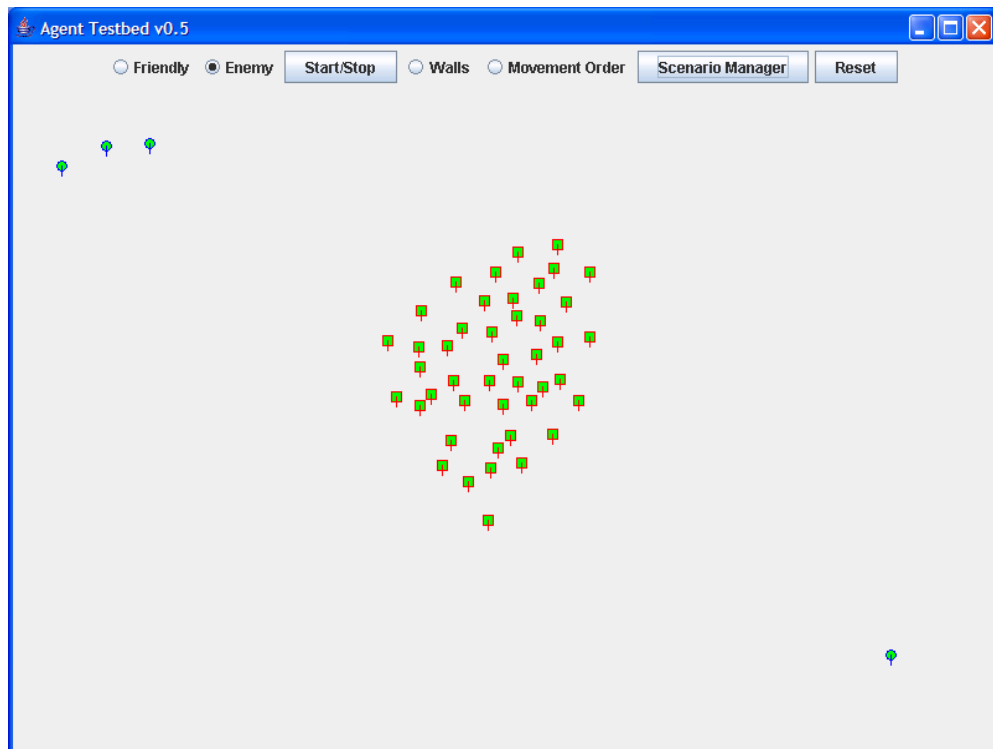 Agent Testbed v0.5
Friendly Enemy Start/Stop Walls Movement Order Scenario Manager Reset